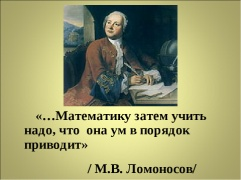 «…Математику затем учить
надо, что она ум в порядок
приводит»
/ М.В. Ломоносов/